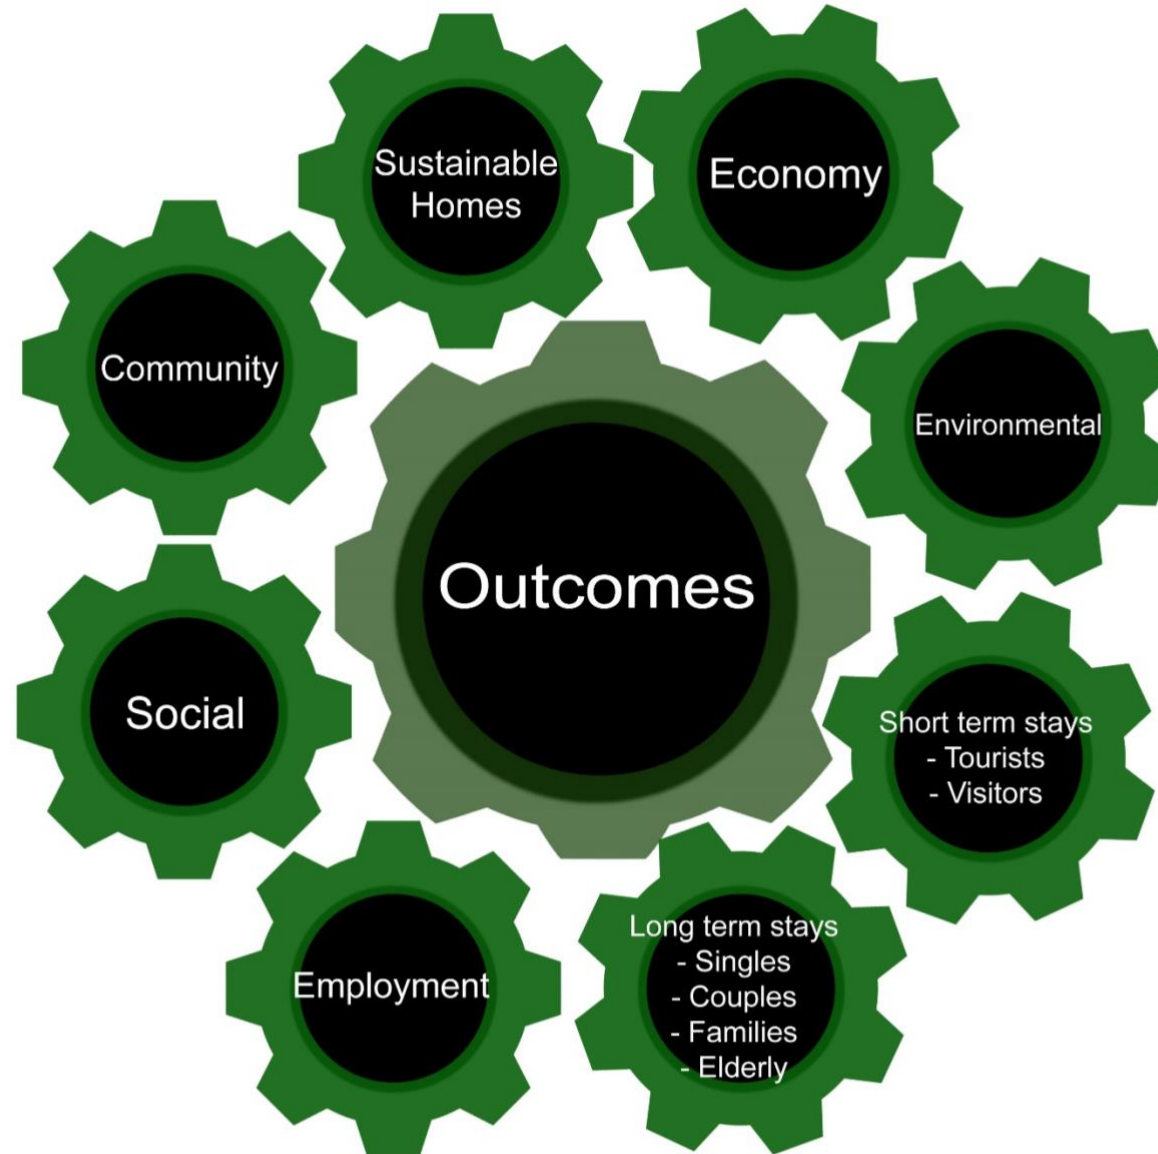 Sustainable
Homes
Economy
Community
Environmental
Outcomes
Social
Short term stays
- Tourists
- Visitors
Employment
Long term stays
- Singles
- Couples
- Families
- Elderly